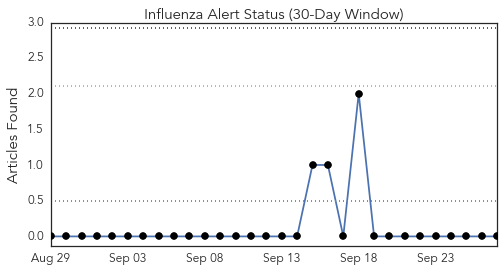 Influenza Alert Status (30-Day Window)
Articles Found
3.0
2.5
2.0
1.5
1.0
0.5
0.0
Aug 29 Sep 03 Sep 08 Sep 13 Sep 18 Sep 23